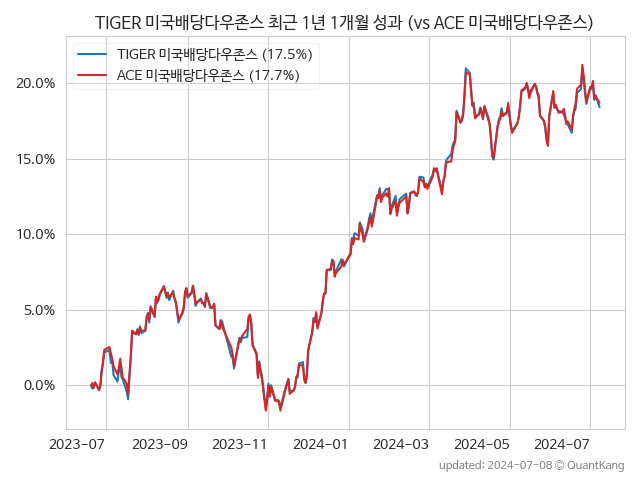 TIGER 미국배당다우존스 최근 1년 1개월 성과 (vs ACE 미국배당다우존스)
TIGER 미국배당다우존스 (17.5%)
ACE 미국배당다우존스 (17.7%)
20.0%
15.0%
10.0%
5.0%
0.0%
2023-07 2023-09 2023-11 2024-01 2024-03 2024-05 2024-07
updated: 2024-07-08 © QuantKang